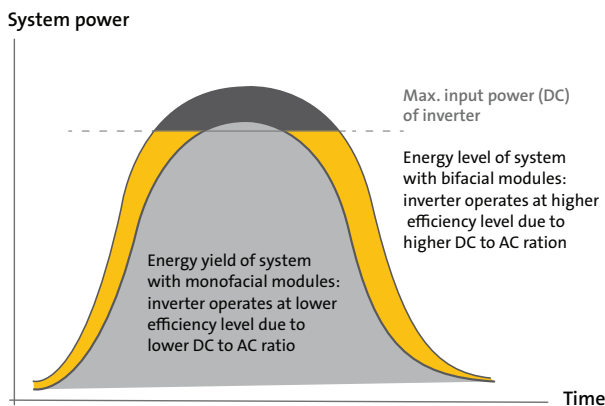 System power
Max. input power (DC)
of inverter
Energy level of system
with bifacial modules:
inverter operates at higher
efficiency level due to
higher DC to AC ration
Energy yield of system
with monofacial modules:
inverter operates at lower
efficiency level due to
lower DC to AC ratio
Time